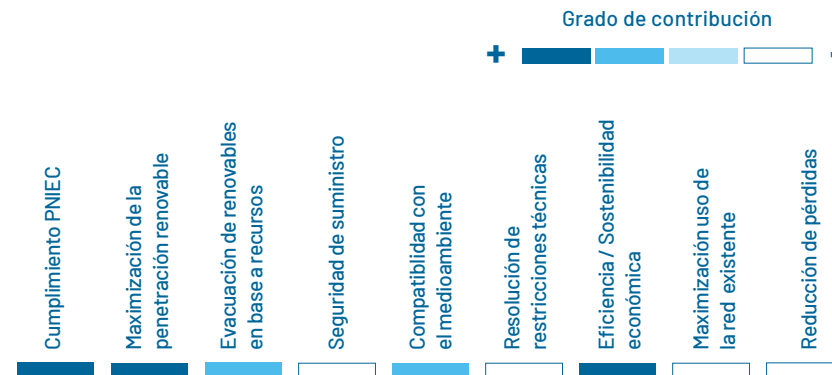 Grado de contribución
+
Cumplimiento PNIEC
Maximización de la
penetración renovable
Evacuación de renovables
en base a recursos
Seguridad de suministro
Compatiblidad con
el medioambiente
Resolución de
restricciones técnicas
Eficiencia / Sostenibilidad
económica
Maximización uso de
la red existente
Reducción de pérdidas